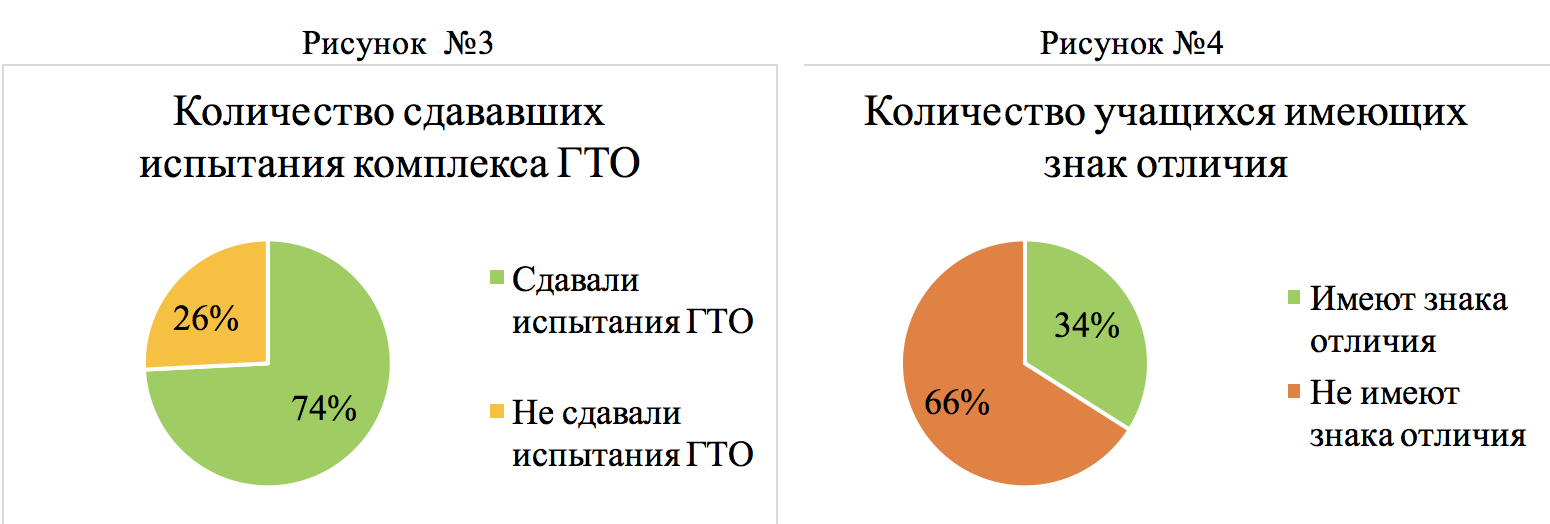 Рисунок №3
Количество сдававших
испытания комплекса ГТО
26%
74%
Сдавали
испытания ГТО
Не сдавали
испытания ГТО
Рисунок №4
Количество учащихся имеющих
знак отличия
34%
66%
Имеют знака
отличия
Не имеют
знака отличия